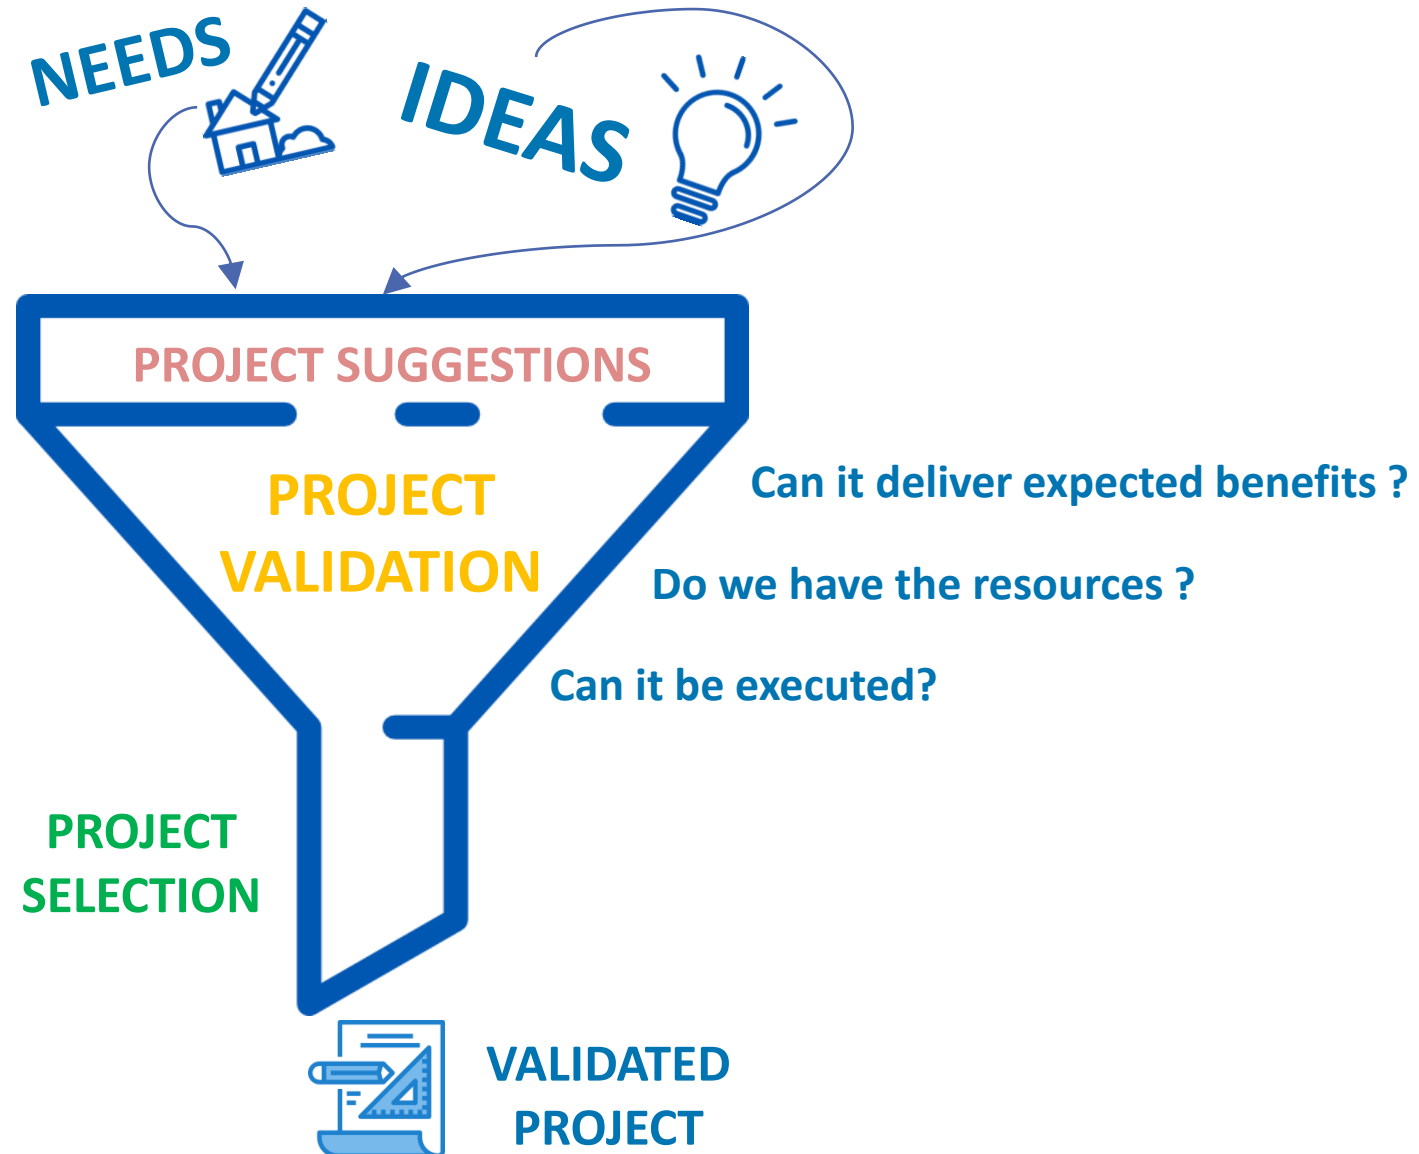 NEEDS
IDEAS
PROJECT SUGGESTIONS
PROJECT
VALIDATION
Can it deliver expected benefits ?
Do we have the resources ?
Can it be executed?
PROJECT
SELECTION
VALIDATED
PROJECT